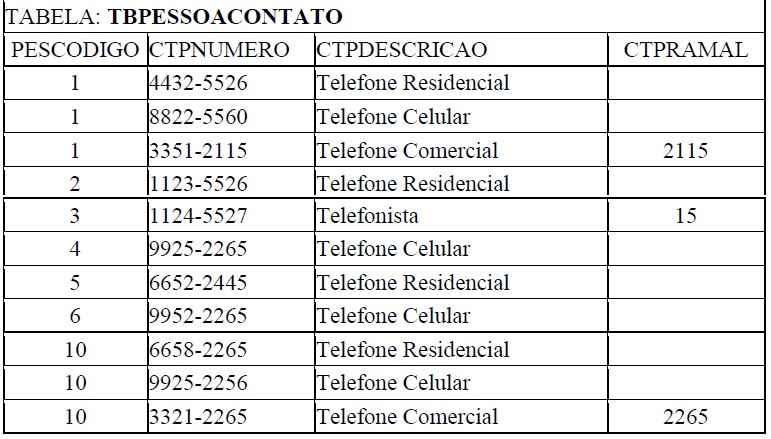 TABELA: TBPESSOACONTATO
PESCODIGO CTPNUMERO CTPDESCRICAO CTPRAMAL
1 4432-5526 Telefone Residencial
1 8822-5560 Telefone Celular
1 3351-2115 Telefone Comercial 2115
2 1123-5526 Telefone Residencial
3 1124-5527 Telefonista 15
4 9925-2265 Telefone Celular
5 6652-2445 Telefone Residencial
6 9952-2265 Telefone Celular
10 6658-2265 Telefone Residencial
10 9925-2256 Telefone Celular
10 3321-2265 Telefone Comercial 2265